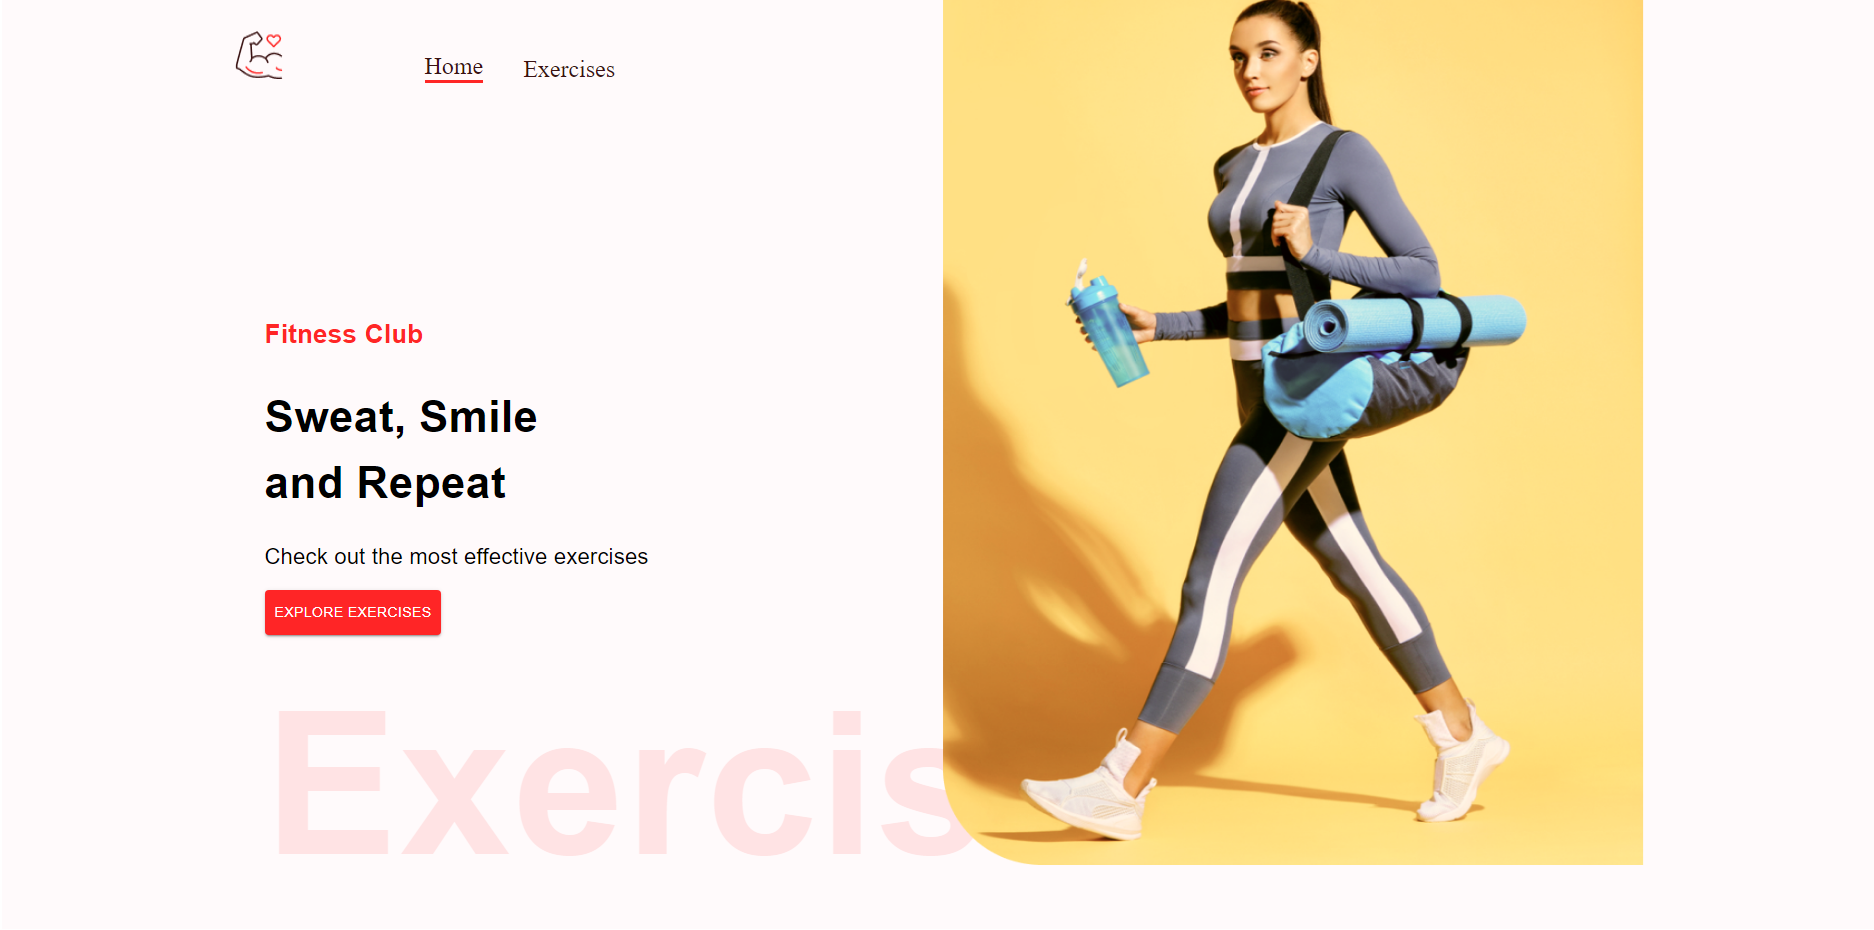 Home Exercises
Fitness Club
Sweat, Smile
and Repeat
Check out the most effective exercises
EXPLORE EXERCISES
Exercis